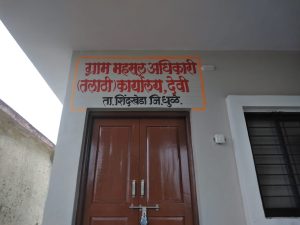 ग्राम महसूल अधिकारी
(तलाठी) कार्यालय, देवी
ता. शिंदखेडा जि. धुळे.